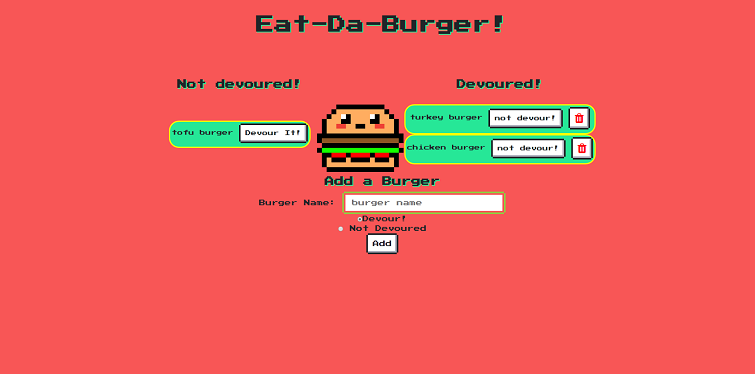 Eat-Da-Burger!
Not devoured!
tofu burger Devour It!
Devoured!
turkey burger not devour!
chicken burger not devour!
Add a Burger
Burger Name: burger name
Devour!
Not Devoured
Add